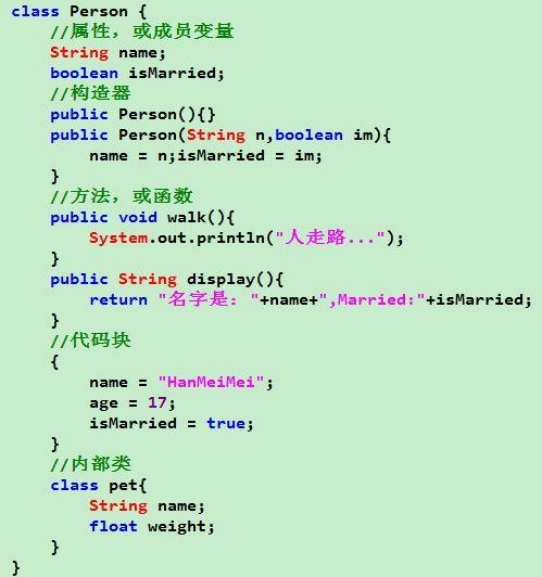 class Person {
//属性，或成员变量
String name;
boolean isMarried;
//构造器
public Person(){}
public Person(String n,boolean im){
name = n;isMarried = im;
}
//方法，或函数
public void walk(){
System.out.println("人走路...");
}
public String display(){
return "名字是："+name+",Married:"+isMarried;
}
//代码块
{
name = "HanMeiMei";
age = 17;
isMarried = true;
}
//内部类
class pet{
String name;
float weight;
}
}